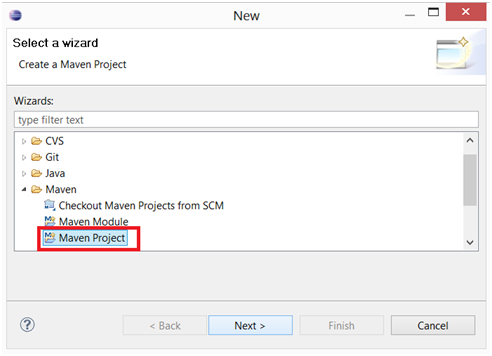 New
Select a wizard
Create a Maven Project
Wizards:
type filter text
CVS
Git
Java
Maven
Checkout Maven Projects from SCM
Maven Module
Maven Project
< Back
Next >
Finish
Cancel